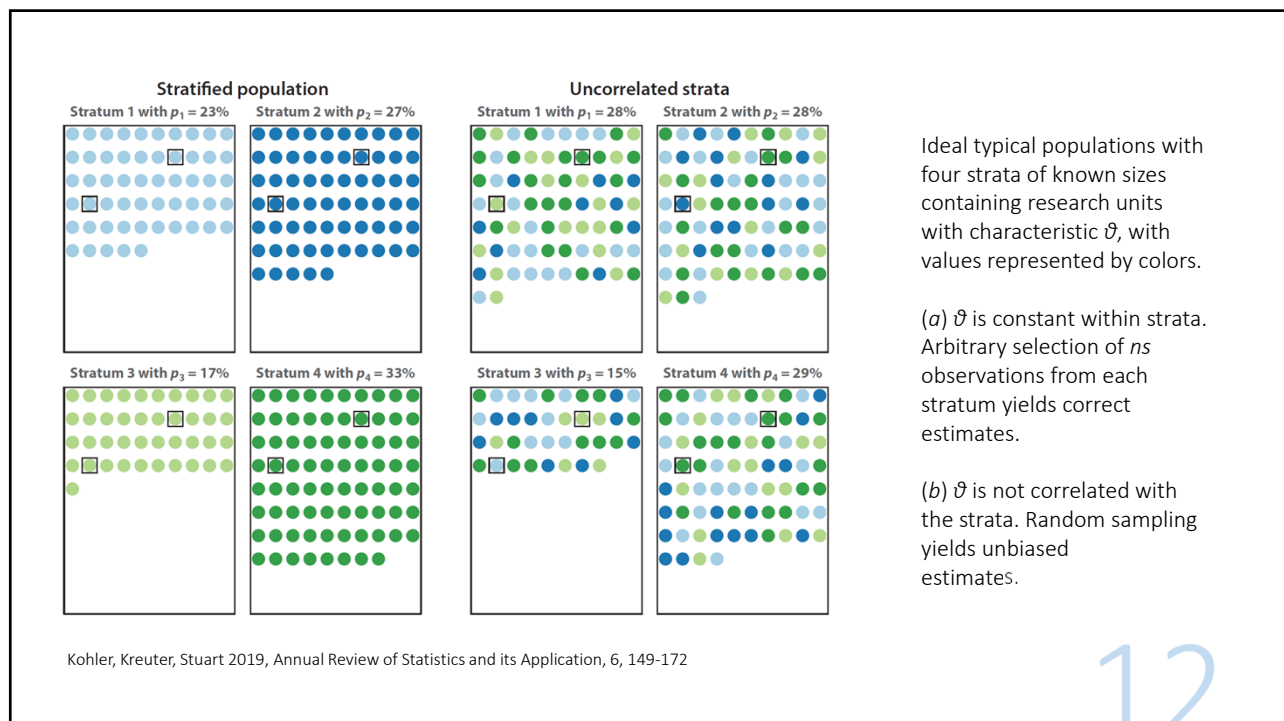 Stratified population
Stratum 1 with p₁ = 23%
Stratum 2 with p₂ = 27%
Stratum 3 with p₃ = 17%
Stratum 4 with p₄ = 33%
Uncorrelated strata
Stratum 1 with p₁ = 28%
Stratum 2 with p₂ = 28%
Stratum 3 with p₃ = 15%
Stratum 4 with p₄ = 29%
Ideal typical populations with
four strata of known sizes
containing research units
with characteristic ϑ, with
values represented by colors.
(a) ϑ is constant within strata.
Arbitrary selection of ns
observations from each
stratum yields correct
estimates.
(b) ϑ is not correlated with
the strata. Random sampling
yields unbiased
estimates.
Kohler, Kreuter, Stuart 2019, Annual Review of Statistics and its Application, 6, 149-172
12